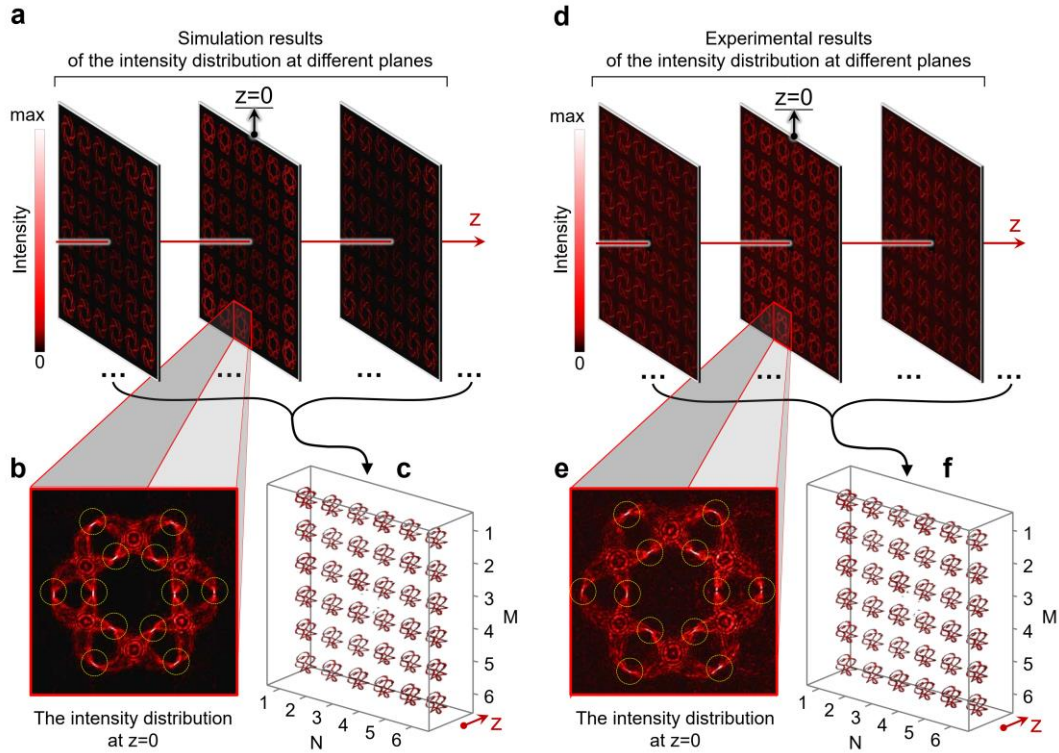 a
Simulation results
of the intensity distribution at different planes
z=0
max
Intensity
0
z
... ... ... ...
b
The intensity distribution
at z=0
c
1
2
3
4
5
6
M
1 2 3 4 5 6
N
z
d
Experimental results
of the intensity distribution at different planes
z=0
max
Intensity
0
z
... ... ... ...
e
The intensity distribution
at z=0
f
1
2
3
4
5
6
M
1 2 3 4 5 6
N
z